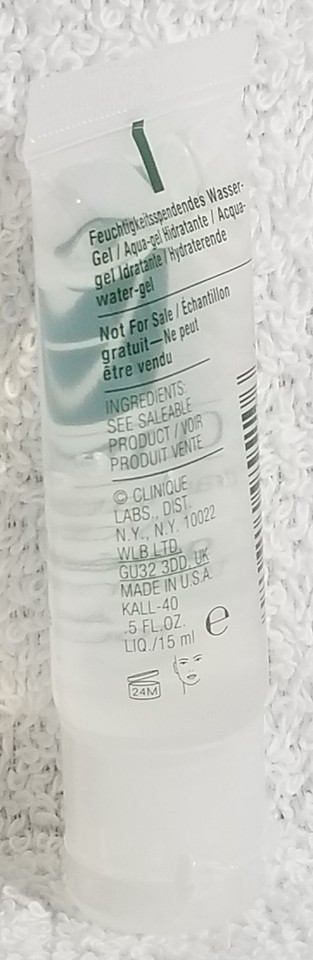 Feuchtigkeitsspendendes Wasser-
Gel / Aqua-gel Hidratante / Acqua-
gel Idratante / Hydraterende
water-gel
Not For Sale / Échantillon
gratuit—Ne peut
être vendu
INGREDIENTS:
SEE SALEABLE
PRODUCT / VOIR
PRODUIT VENTE
© CLINIQUE
LABS., DIST.
N.Y., N.Y. 10022
WLB LTD.
GU32 3DD, UK
MADE IN U.S.A.
KALL-40
.5 FL.OZ.
LIQ./15 ml e
24M